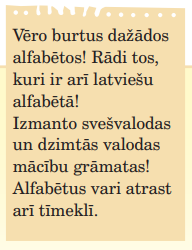 Vēro burtus dažādos
alfabētos! Rādi tos,
kuri ir arī latviešu
alfabētā!
Izmanto svešvalodas
un dzimtās valodas
mācību grāmatas!
Alfabētus vari atrast
arī tīmeklī.